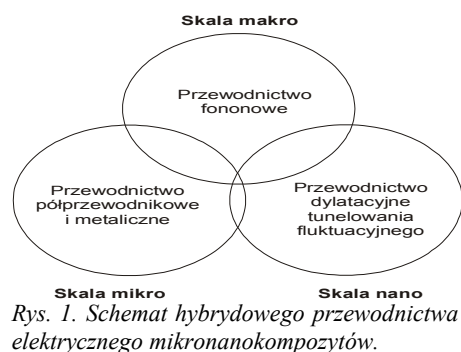 Skala makro
Przewodnictwo
fononowe
Przewodnictwo
półprzewodnikowe
i metaliczne
Przewodnictwo
dylatacyjne
tunelowania
fluktuacyjnego
Skala mikro
Skala nano
Rys. 1. Schemat hybrydowego przewodnictwa
elektrycznego mikronanokompozytów.